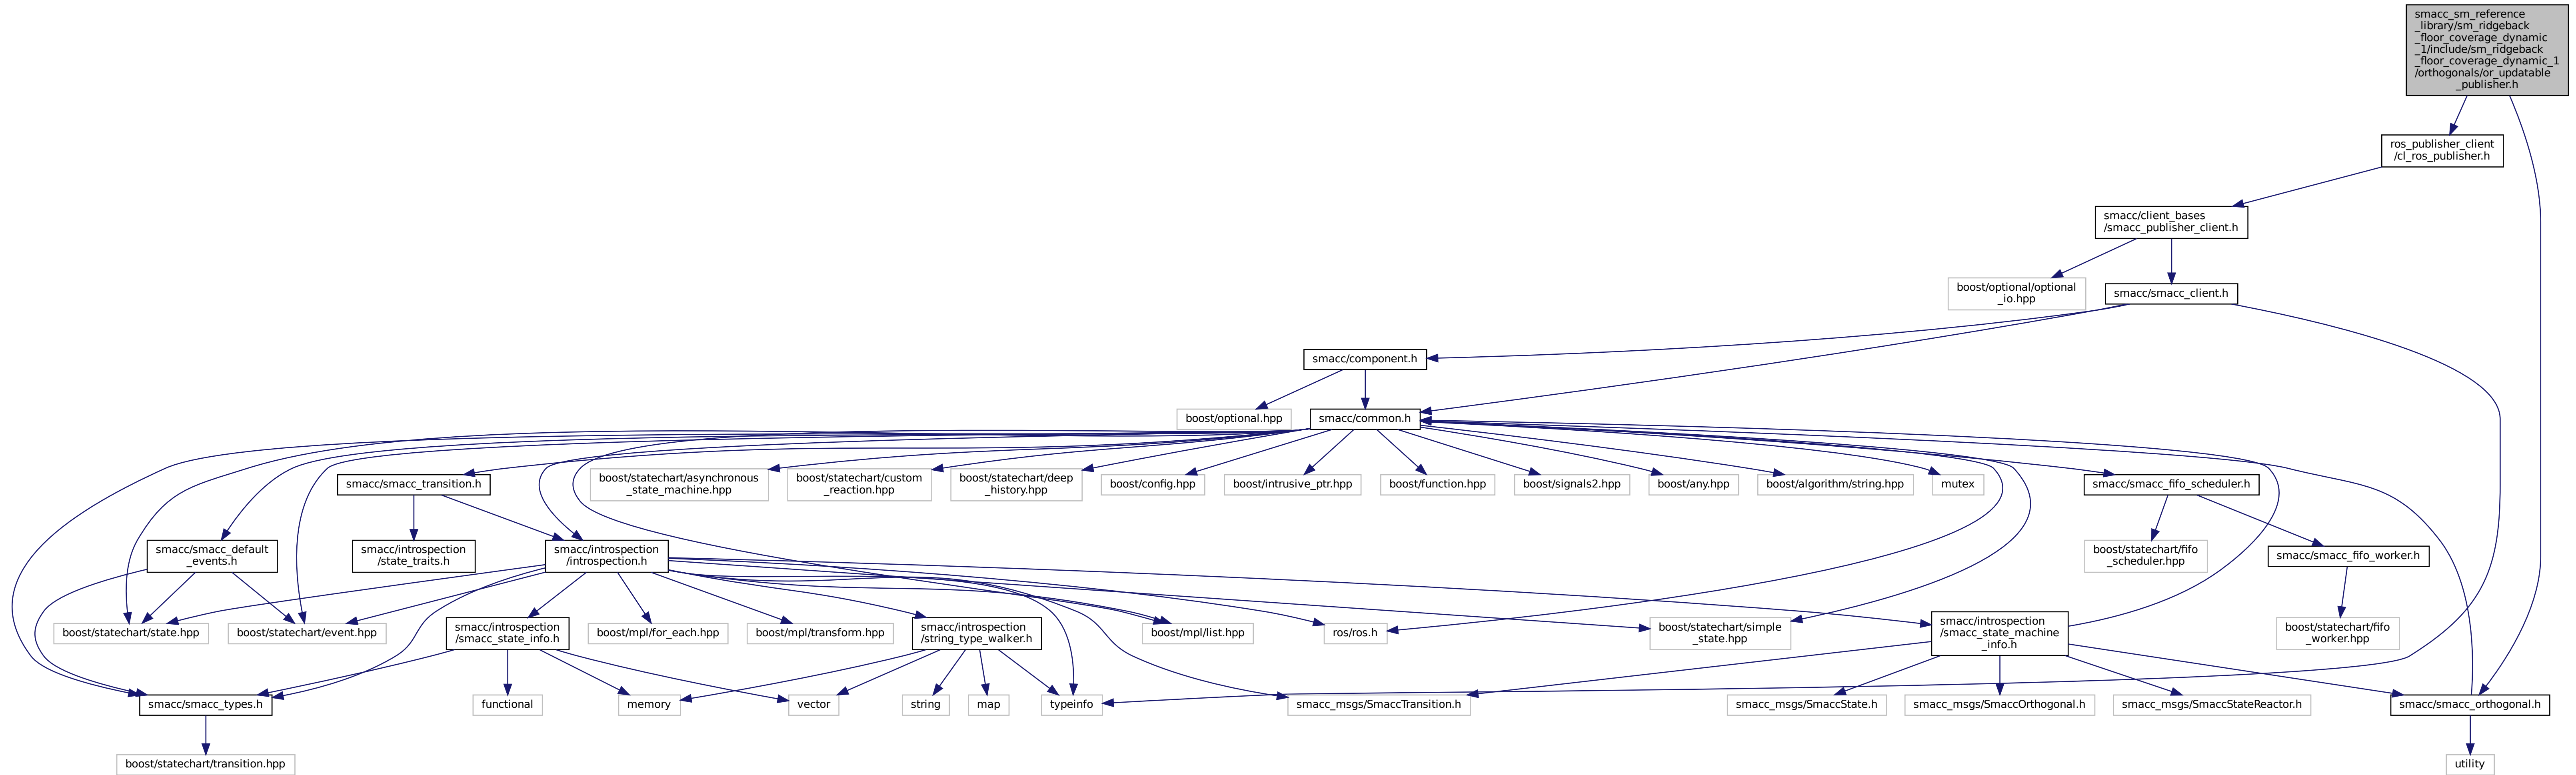 smacc_sm_reference
_library/sm_ridgeback
_floor_coverage_dynamic
_1/include/sm_ridgeback
_floor_coverage_dynamic_1
/orthogonals/or_updatable
_publisher.h
ros_publisher_client
/cl_ros_publisher.h
smacc/client_bases
/smacc_publisher_client.h
boost/optional/optional
_io.hpp
smacc/smacc_client.h
smacc/component.h
boost/optional.hpp
smacc/common.h
smacc/smacc_transition.h
boost/statechart/asynchronous
_state_machine.hpp
boost/statechart/custom
_reaction.hpp
boost/statechart/deep
_history.hpp
boost/config.hpp
boost/intrusive_ptr.hpp
boost/function.hpp
boost/signals2.hpp
boost/any.hpp
boost/algorithm/string.hpp
mutex
smacc/smacc_fifo_scheduler.h
smacc/smacc_default
_events.h
smacc/introspection
/state_traits.h
smacc/introspection
/introspection.h
boost/statechart/fifo
_scheduler.hpp
smacc/smacc_fifo_worker.h
boost/statechart/state.hpp
boost/statechart/event.hpp
smacc/introspection
/smacc_state_info.h
boost/mpl/for_each.hpp
boost/mpl/transform.hpp
smacc/introspection
/string_type_walker.h
boost/mpl/list.hpp
ros/ros.h
boost/statechart/simple
_state.hpp
smacc/introspection
/smacc_state_machine
_info.h
boost/statechart/fifo
_worker.hpp
smacc/smacc_types.h
functional
memory
vector
string
map
typeinfo
smacc_msgs/SmaccTransition.h
smacc_msgs/SmaccState.h
smacc_msgs/SmaccOrthogonal.h
smacc_msgs/SmaccStateReactor.h
smacc/smacc_orthogonal.h
boost/statechart/transition.hpp
utility